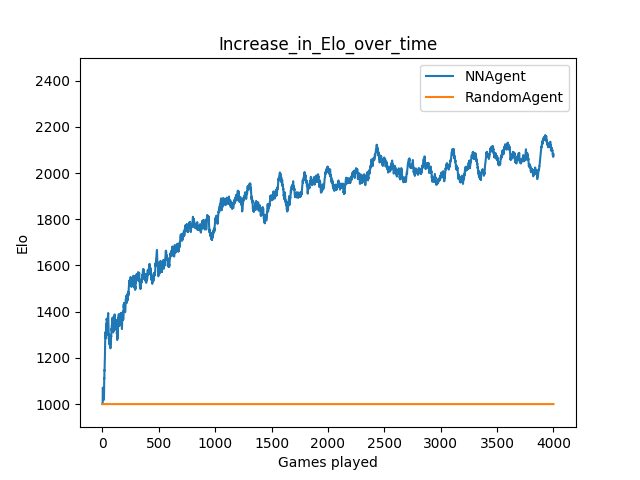 Increase_in_Elo_over_time
NNAgent
RandomAgent
2400
2200
2000
1800
1600
1400
1200
1000
Elo
0 500 1000 1500 2000 2500 3000 3500 4000
Games played